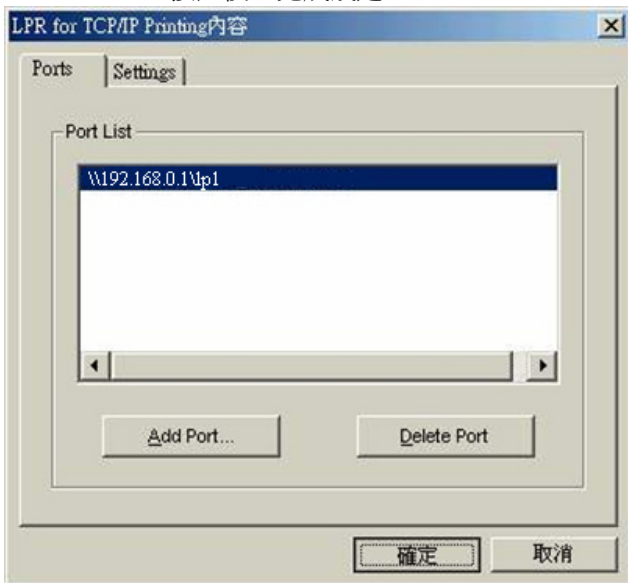 LPR for TCP/IP Printing內容
Ports
Settings
Port List
\\192.168.0.1\lp1
Add Port...
Delete Port
確定
取消